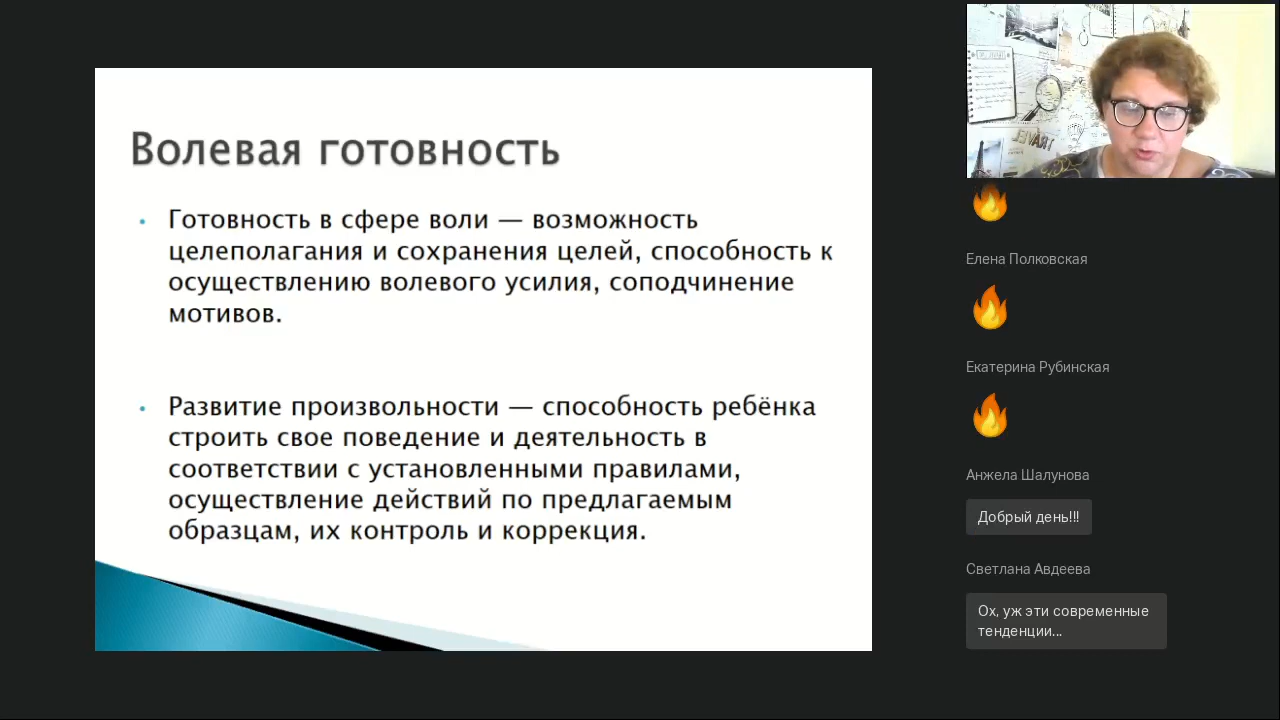 Волевая готовность
• Готовность в сфере воли — возможность
целеполагания и сохранения целей, способность к
осуществлению волевого усилия, соподчинение
мотивов.
• Развитие произвольности — способность ребёнка
строить свое поведение и деятельность в
соответствии с установленными правилами,
осуществление действий по предлагаемым
образцам, их контроль и коррекция.
TRAVEL
Елена Полковская
Екатерина Рубинская
Анжела Шалунова
Добрый день!!!
Светлана Авдеева
Ох, уж эти современные
тенденции...